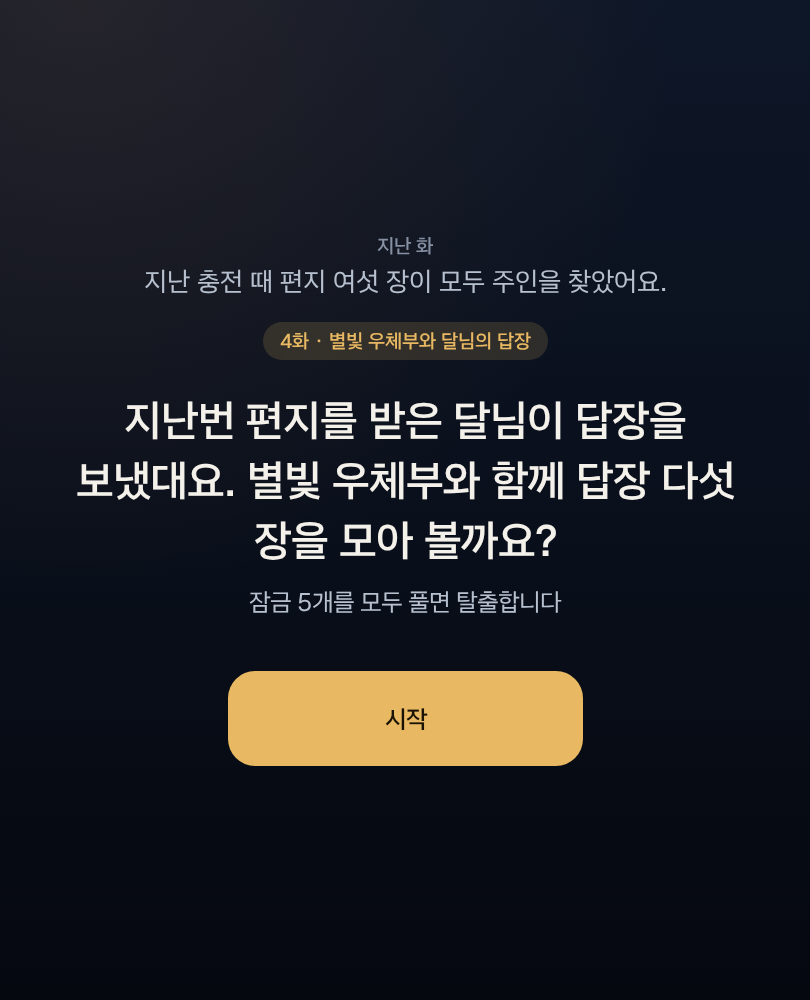 지난 화
지난 충전 때 편지 여섯 장이 모두 주인을 찾았어요.
4화 · 별빛 우체부와 달님의 답장
지난번 편지를 받은 달님이 답장을
보냈대요. 별빛 우체부와 함께 답장 다섯
장을 모아 볼까요?
잠금 5개를 모두 풀면 탈출합니다
시작